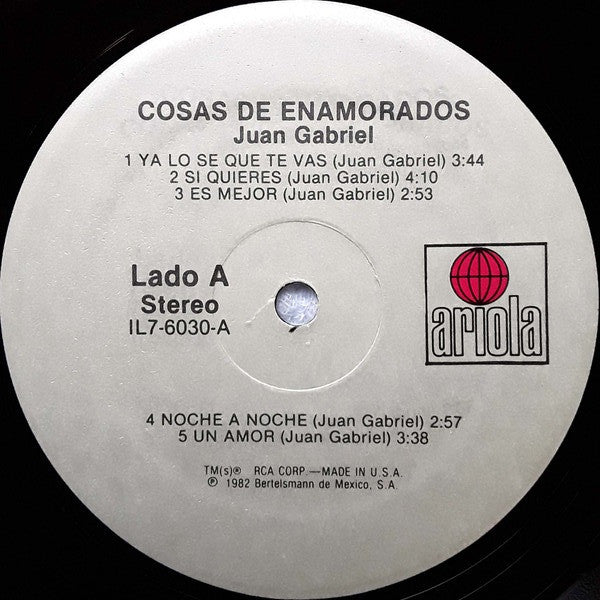 COSAS DE ENAMORADOS
Juan Gabriel
1 YA LO SE QUE TE VAS (Juan Gabriel) 3:44
2 SI QUIERES (Juan Gabriel) 4:10
3 ES MEJOR (Juan Gabriel) 2:53
Lado A
Stereo
IL7-6030-A
ariola
4 NOCHE A NOCHE (Juan Gabriel) 2:57
5 UN AMOR (Juan Gabriel) 3:38
TM(s)® RCA CORP.—MADE IN U.S.A.
℗ 1982 Bertelsmann de Mexico, S.A.